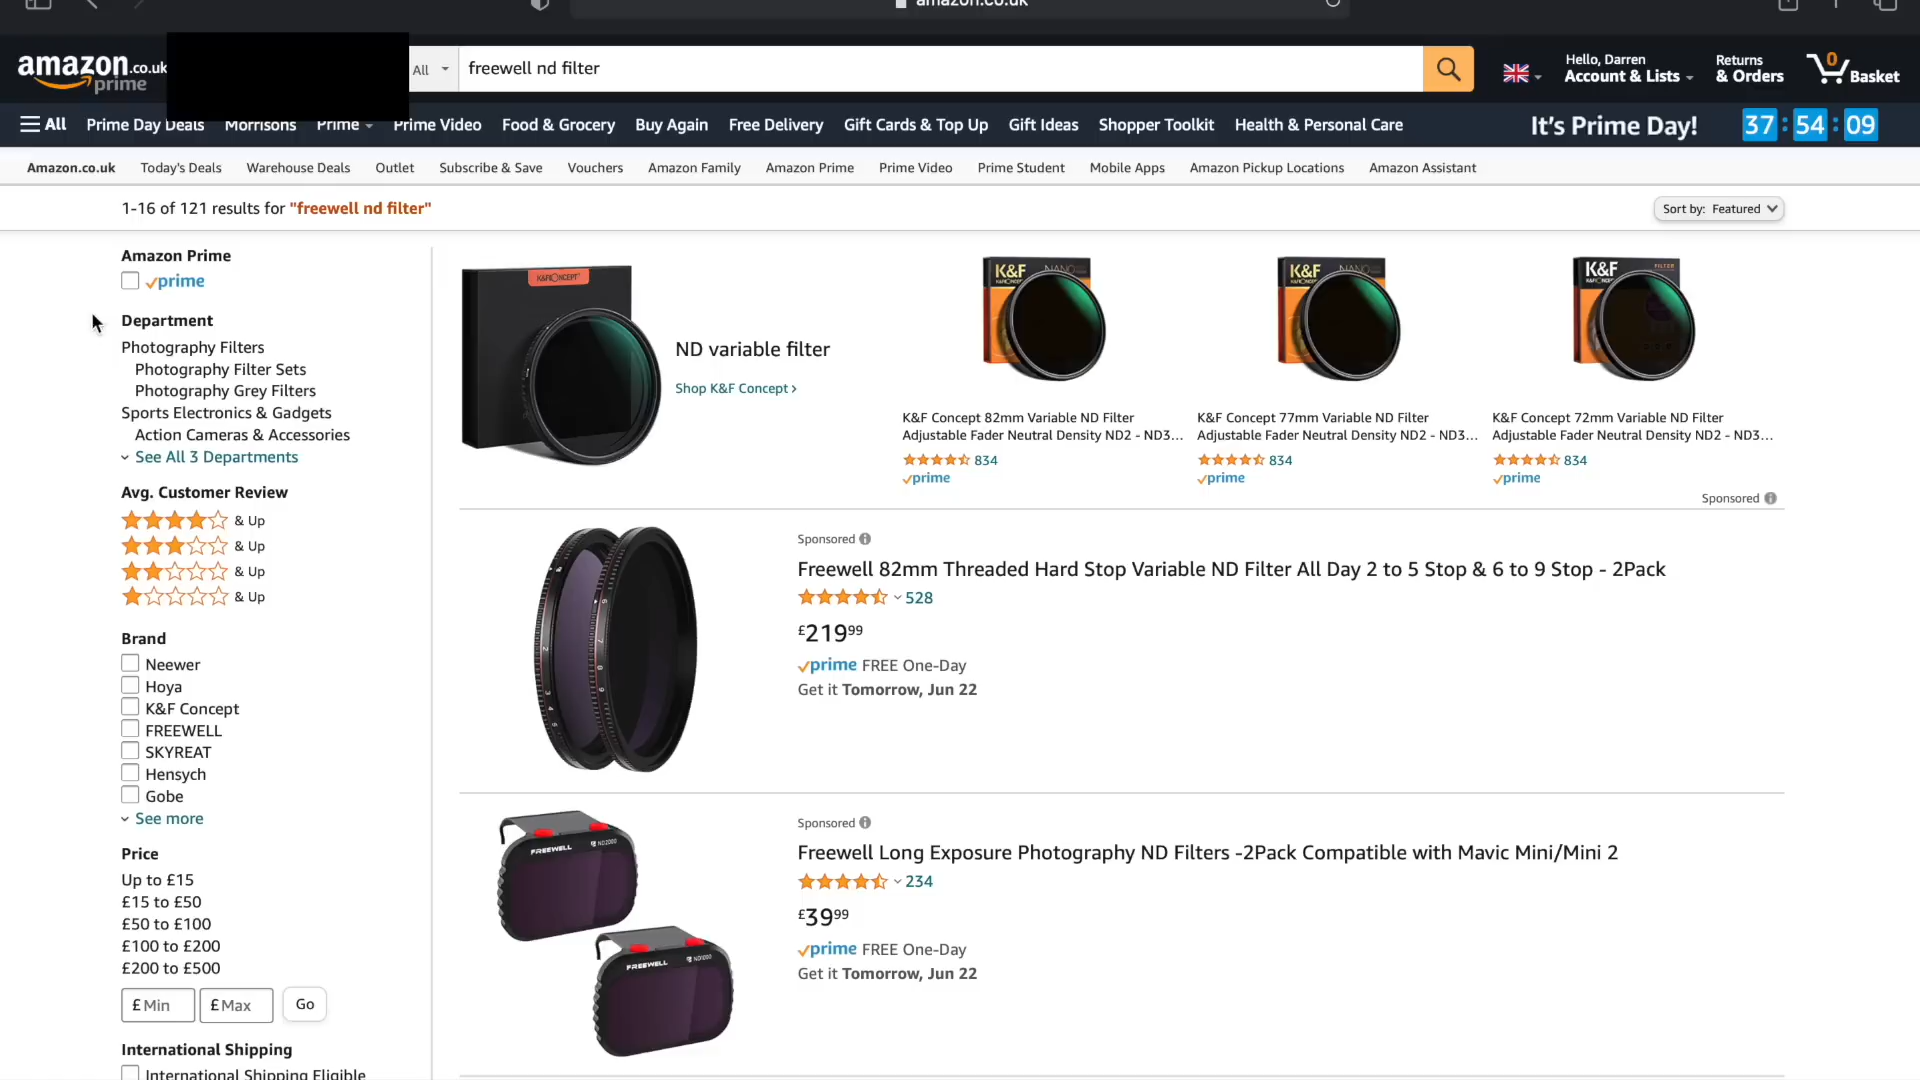 amazon.co.uk
amazon.co.uk
prime
All
freewell nd filter
Hello, Darren
Account & Lists
Returns
& Orders
0
Basket
All
Prime Day Deals
Morrisons
Prime
Prime Video
Food & Grocery
Buy Again
Free Delivery
Gift Cards & Top Up
Gift Ideas
Shopper Toolkit
Health & Personal Care
It's Prime Day!
37 : 54 : 09
Amazon.co.uk
Today's Deals
Warehouse Deals
Outlet
Subscribe & Save
Vouchers
Amazon Family
Amazon Prime
Prime Video
Prime Student
Mobile Apps
Amazon Pickup Locations
Amazon Assistant
1-16 of 121 results for "freewell nd filter"
Sort by: Featured
Amazon Prime
prime
Department
Photography Filters
Photography Filter Sets
Photography Grey Filters
Sports Electronics & Gadgets
Action Cameras & Accessories
See All 3 Departments
Avg. Customer Review
& Up
& Up
& Up
& Up
Brand
Neewer
Hoya
K&F Concept
FREEWELL
SKYREAT
Hensych
Gobe
See more
Price
Up to £15
£15 to £50
£50 to £100
£100 to £200
£200 to £500
£ Min
£ Max
Go
International Shipping
International Shipping Eligible
K&F CONCEPT
ND variable filter
Shop K&F Concept ›
K&F
NANO
K&F Concept 82mm Variable ND Filter
Adjustable Fader Neutral Density ND2 - ND3...
834
prime
K&F
NANO
K&F Concept 77mm Variable ND Filter
Adjustable Fader Neutral Density ND2 - ND3...
834
prime
K&F
FILTER
K&F Concept 72mm Variable ND Filter
Adjustable Fader Neutral Density ND2 - ND3...
834
prime
Sponsored
Sponsored
Freewell 82mm Threaded Hard Stop Variable ND Filter All Day 2 to 5 Stop & 6 to 9 Stop - 2Pack
528
£219.99
prime FREE One-Day
Get it Tomorrow, Jun 22
Sponsored
Freewell Long Exposure Photography ND Filters -2Pack Compatible with Mavic Mini/Mini 2
234
£39.99
prime FREE One-Day
Get it Tomorrow, Jun 22
FREEWELL
ND2000
FREEWELL
ND1000